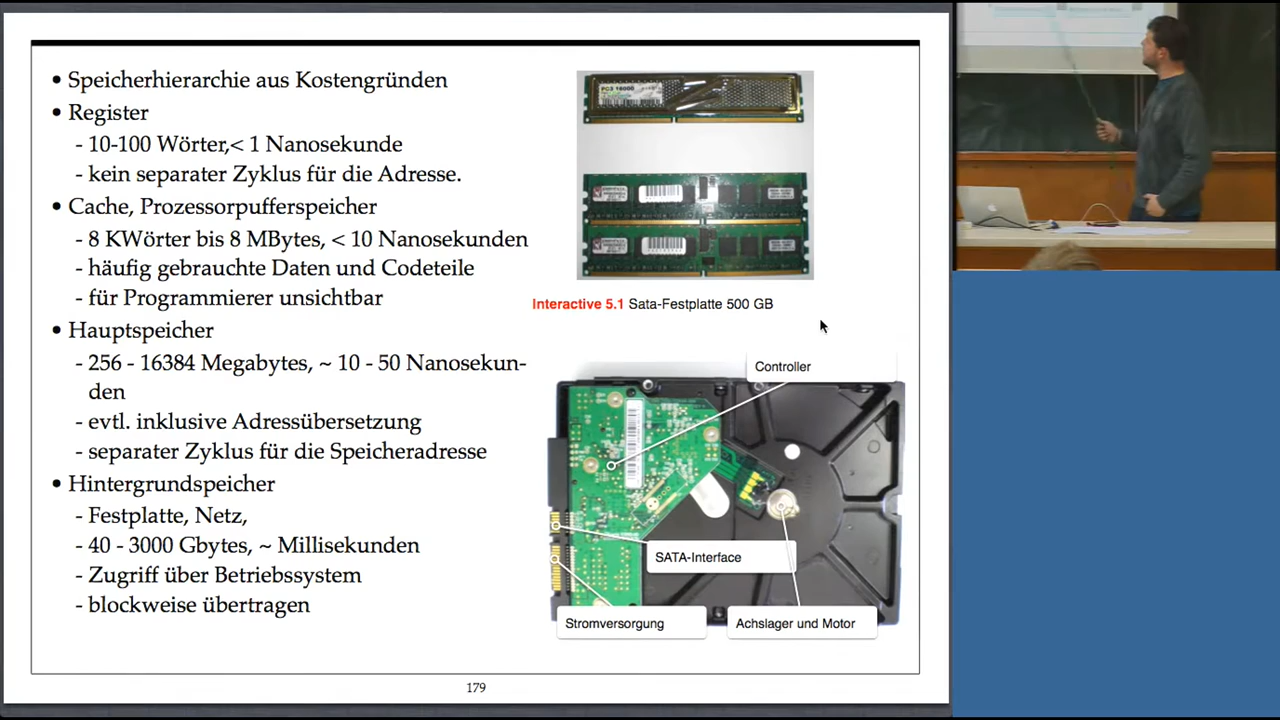 • Speicherhierarchie aus Kostengründen
• Register
- 10-100 Wörter,< 1 Nanosekunde
- kein separater Zyklus für die Adresse.
• Cache, Prozessorpufferspeicher
- 8 KWörter bis 8 MBytes, < 10 Nanosekunden
- häufig gebrauchte Daten und Codeteile
- für Programmierer unsichtbar
• Hauptspeicher
- 256 - 16384 Megabytes, ~ 10 - 50 Nanosekun-
den
- evtl. inklusive Adressübersetzung
- separater Zyklus für die Speicheradresse
• Hintergrundspeicher
- Festplatte, Netz,
- 40 - 3000 Gbytes, ~ Millisekunden
- Zugriff über Betriebssystem
- blockweise übertragen
PC3 16000
Interactive 5.1 Sata-Festplatte 500 GB
Controller
SATA-Interface
Stromversorgung
Achslager und Motor
179